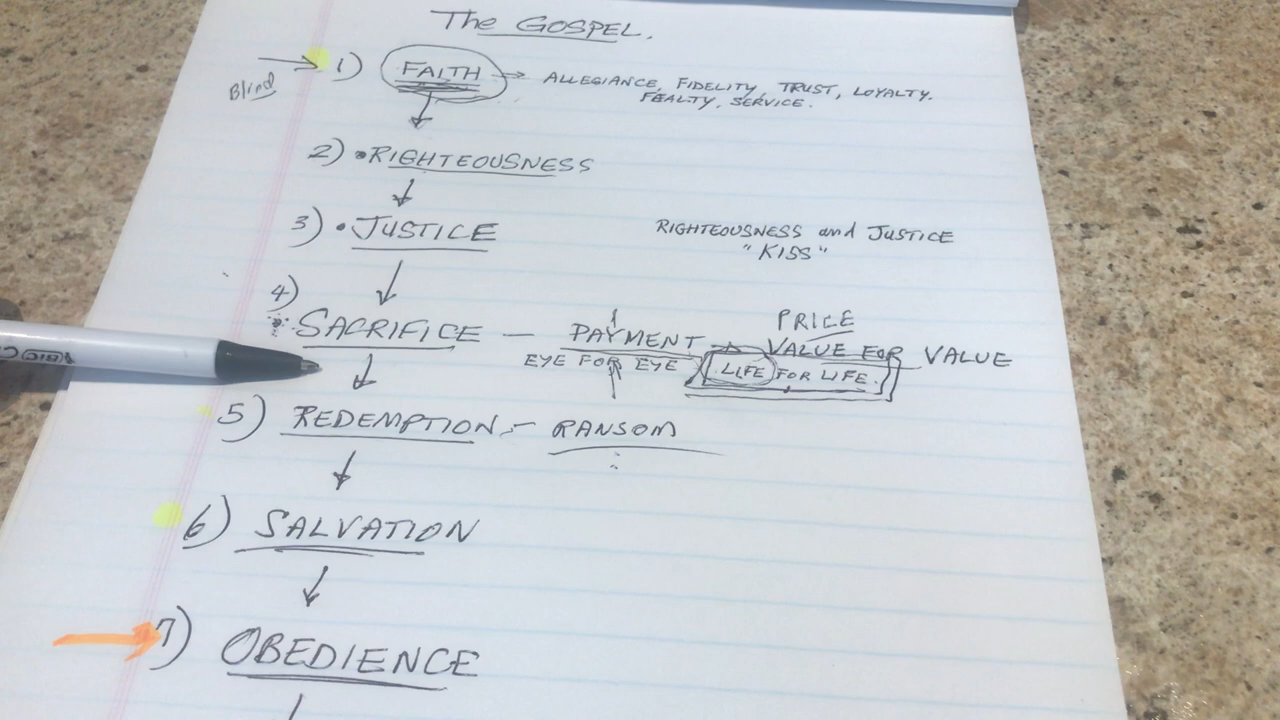 The GOSPEL.
1) FAITH → ALLEGIANCE, FIDELITY, TRUST, LOYALTY.
FEALTY, SERVICE.
Blind
2) •RIGHTEOUSNESS
3) •JUSTICE
RIGHTEOUSNESS and JUSTICE
"KISS"
4)
SACRIFICE — PAYMENT → PRICE
VALUE FOR VALUE
EYE FOR EYE
LIFE FOR LIFE.
BIC
5) REDEMPTION — RANSOM
6) SALVATION
7) OBEDIENCE